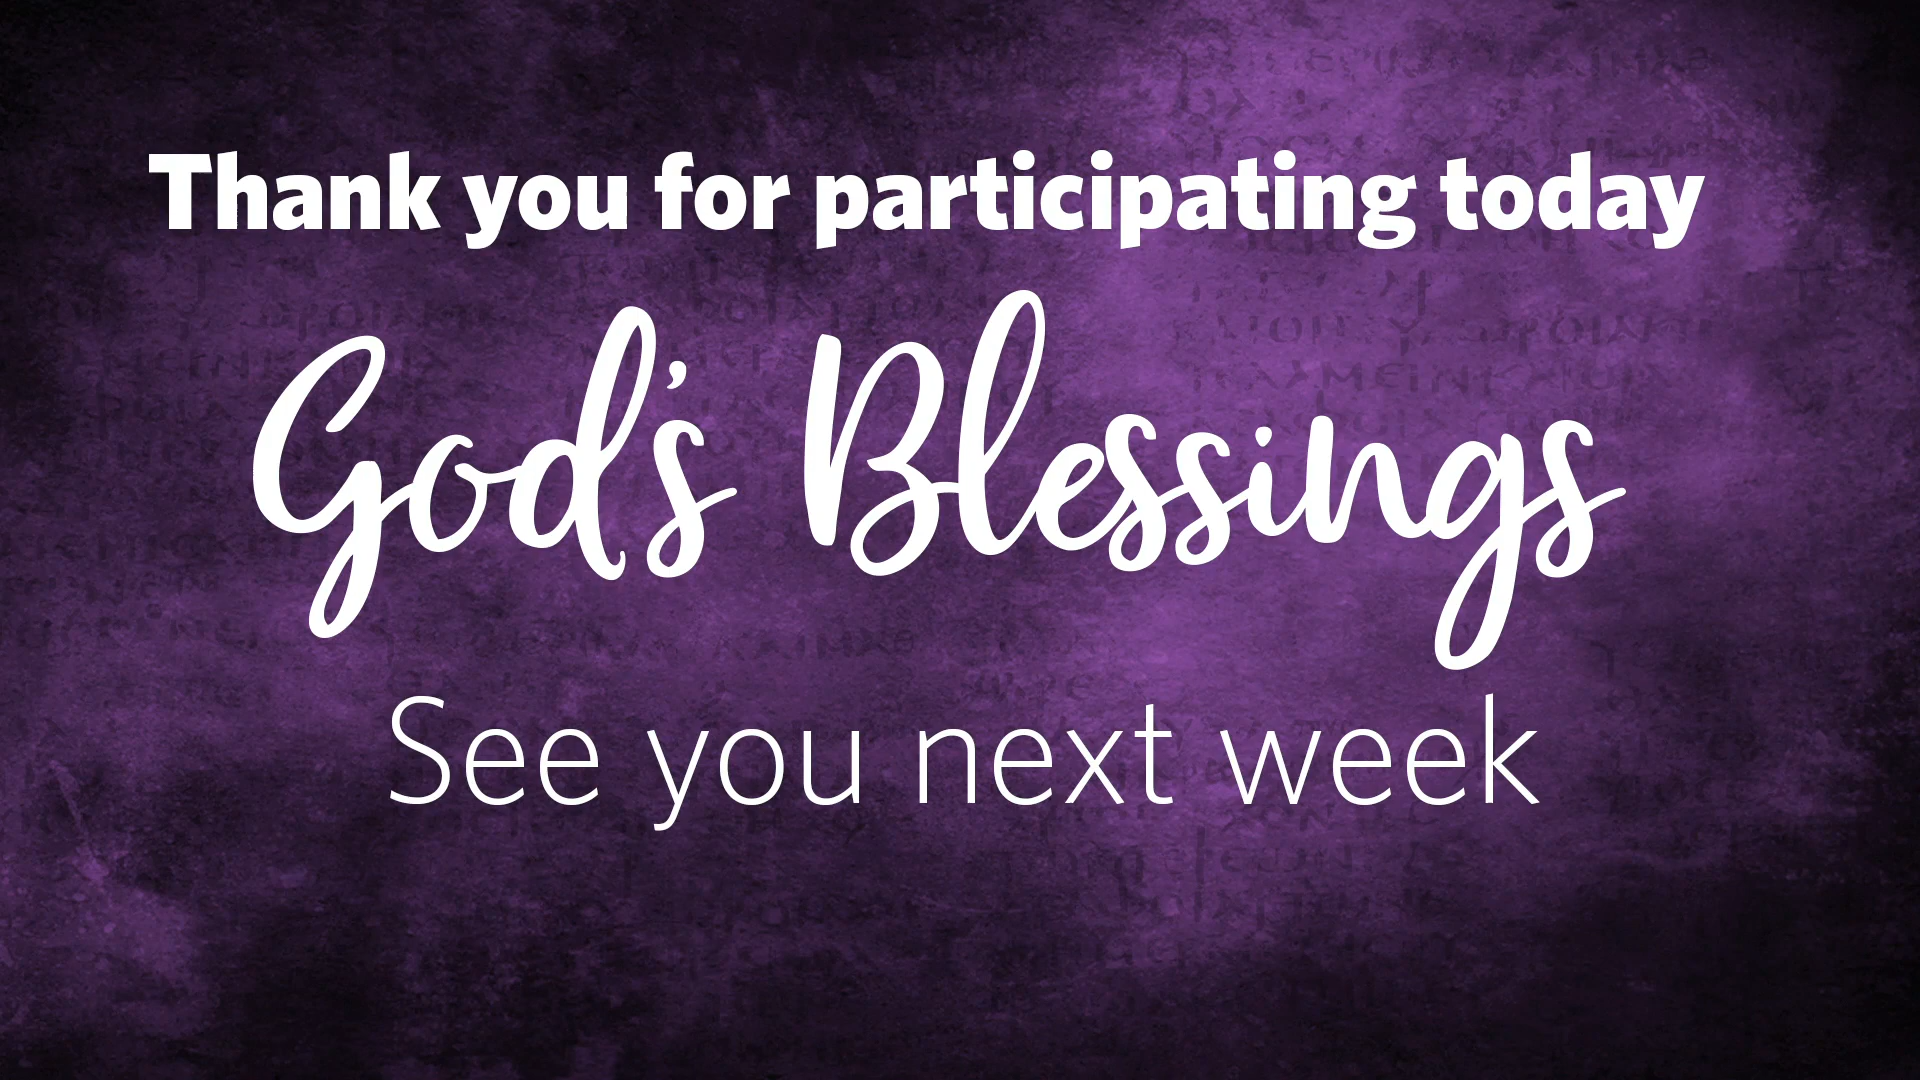 Thank you for participating today
God's Blessings
See you next week